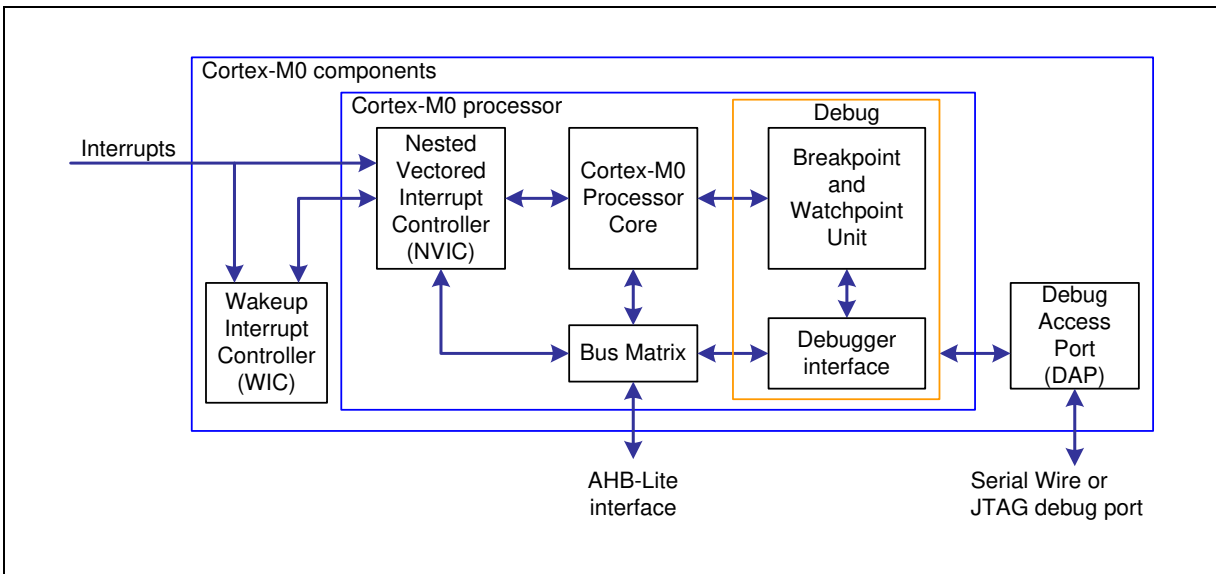 Cortex-M0 components
Cortex-M0 processor
Debug
Interrupts
Nested
Vectored
Interrupt
Controller
(NVIC)
Cortex-M0
Processor
Core
Breakpoint
and
Watchpoint
Unit
Wakeup
Interrupt
Controller
(WIC)
Bus Matrix
Debugger
interface
Debug
Access
Port
(DAP)
AHB-Lite
interface
Serial Wire or
JTAG debug port